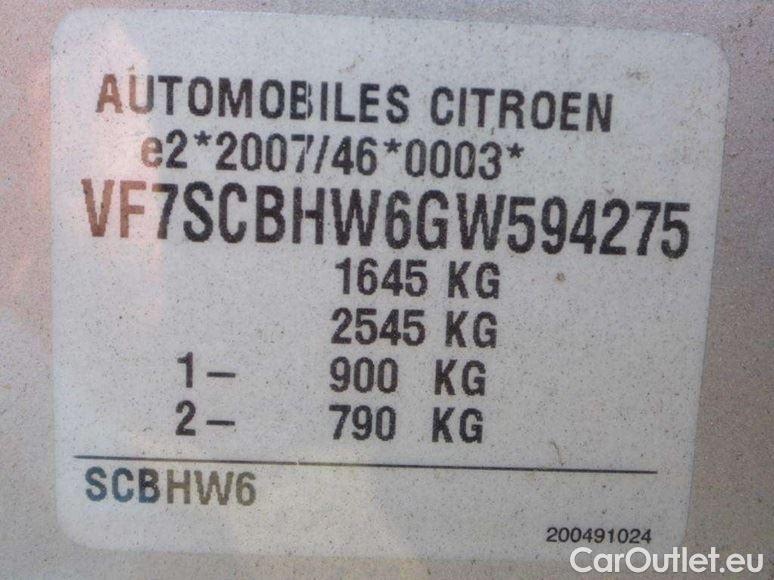 AUTOMOBILES CITROEN
e2*2007/46*0003*
VF7SCBHW6GW594275
1645 KG
2545 KG
1- 900 KG
2- 790 KG
SCBHW6
200491024
CarOutlet.eu